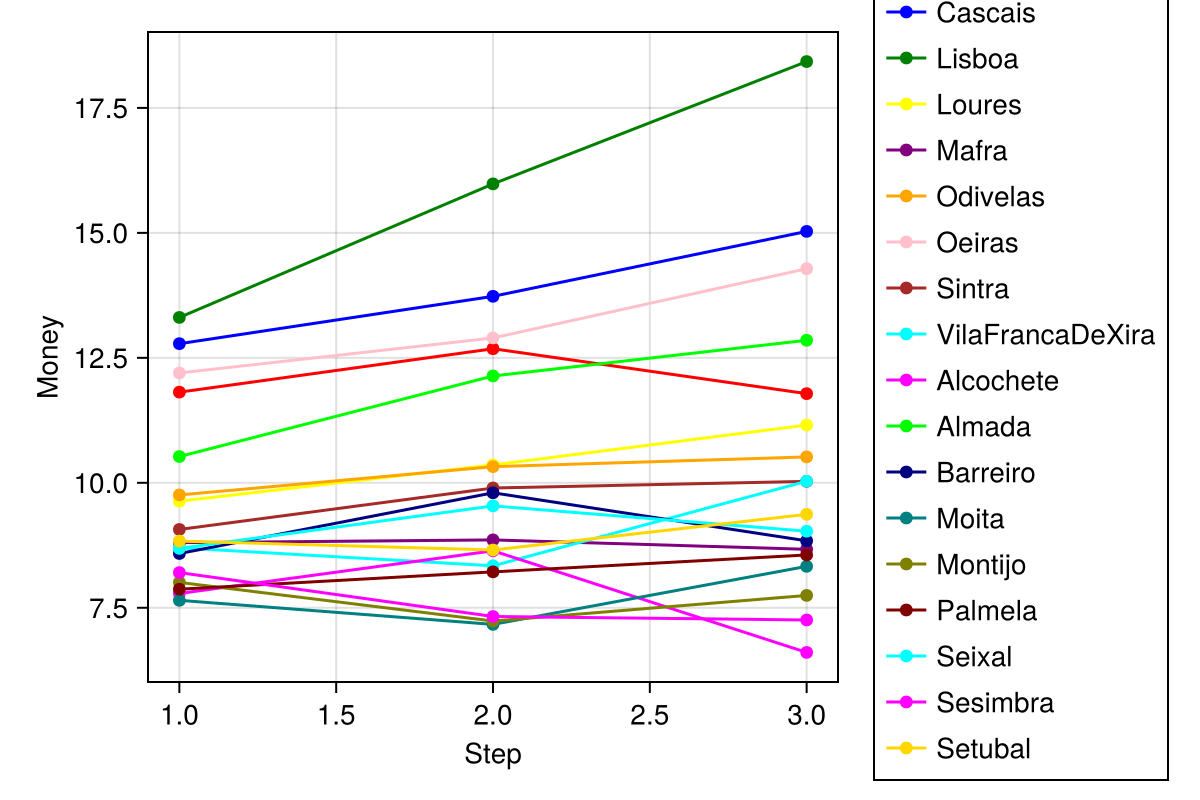 Cascais
Lisboa
Loures
Mafra
Odivelas
Oeiras
Sintra
VilaFrancaDeXira
Alcochete
Almada
Barreiro
Moita
Montijo
Palmela
Seixal
Sesimbra
Setubal
17.5
15.0
12.5
10.0
7.5
Money
1.0 1.5 2.0 2.5 3.0
Step